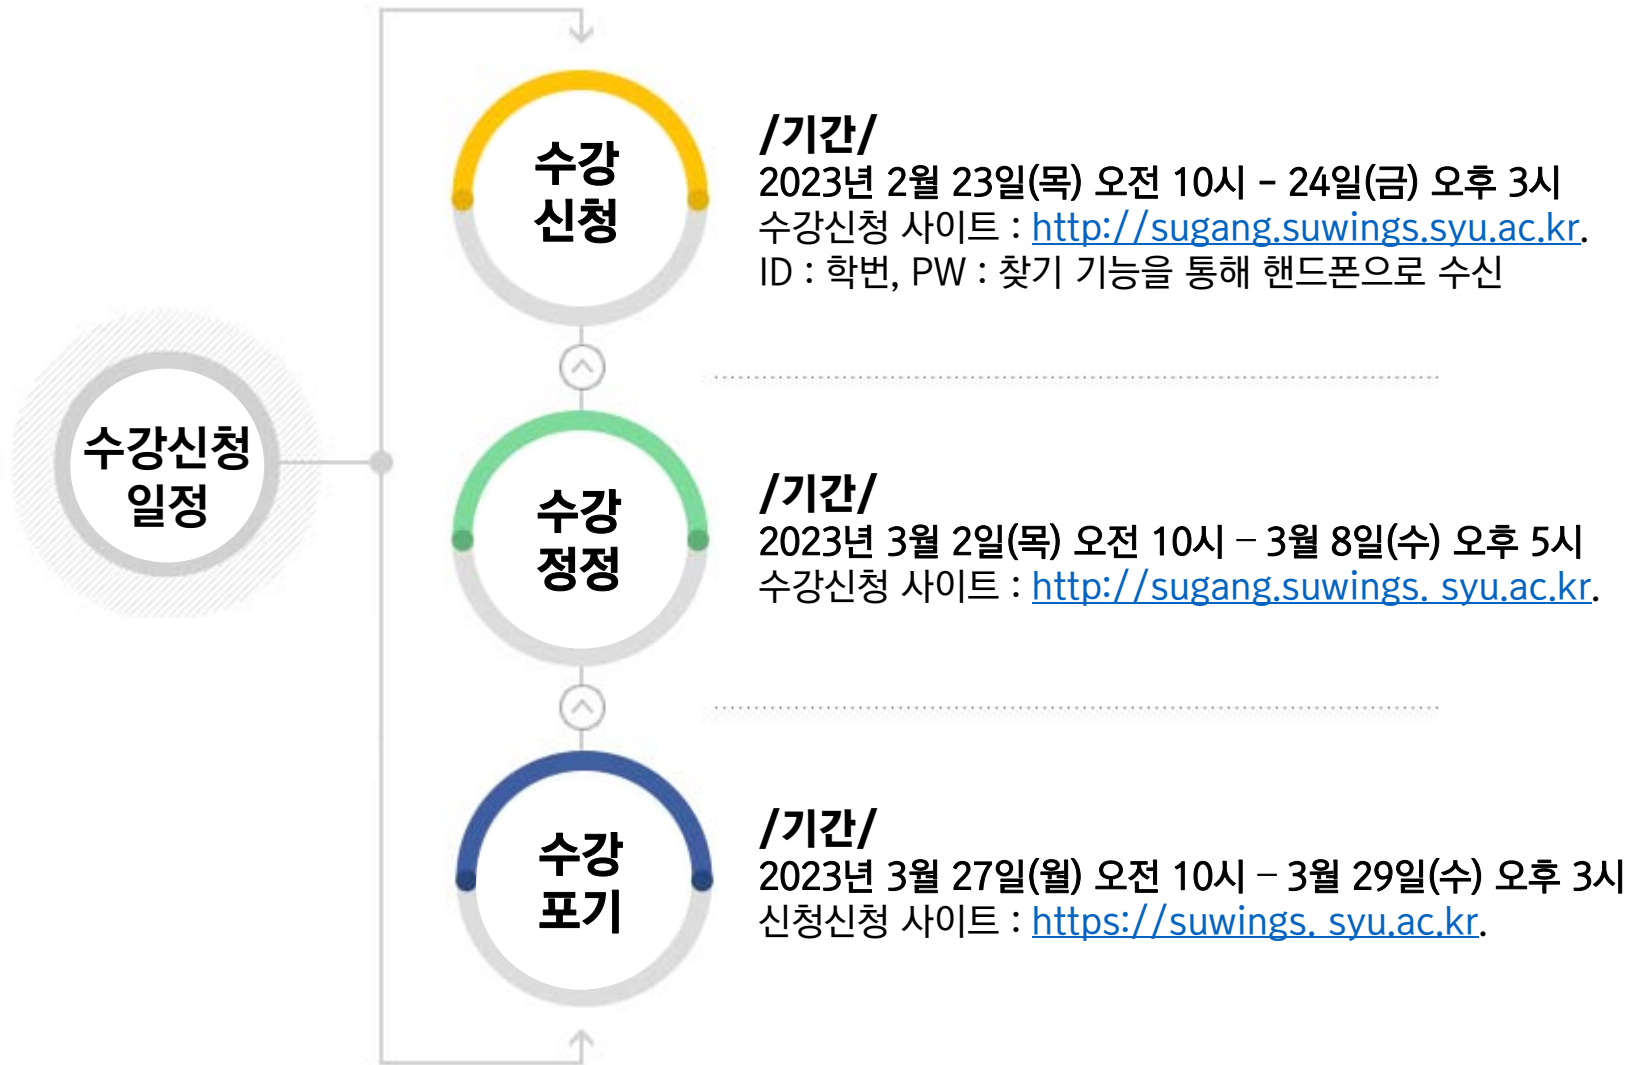 수강신청
일정
수강
신청
/기간/
2023년 2월 23일(목) 오전 10시 - 24일(금) 오후 3시
수강신청 사이트 : http://sugang.suwings.syu.ac.kr.
ID : 학번, PW : 찾기 기능을 통해 핸드폰으로 수신
수강
정정
/기간/
2023년 3월 2일(목) 오전 10시 – 3월 8일(수) 오후 5시
수강신청 사이트 : http://sugang.suwings. syu.ac.kr.
수강
포기
/기간/
2023년 3월 27일(월) 오전 10시 – 3월 29일(수) 오후 3시
신청신청 사이트 : https://suwings. syu.ac.kr.